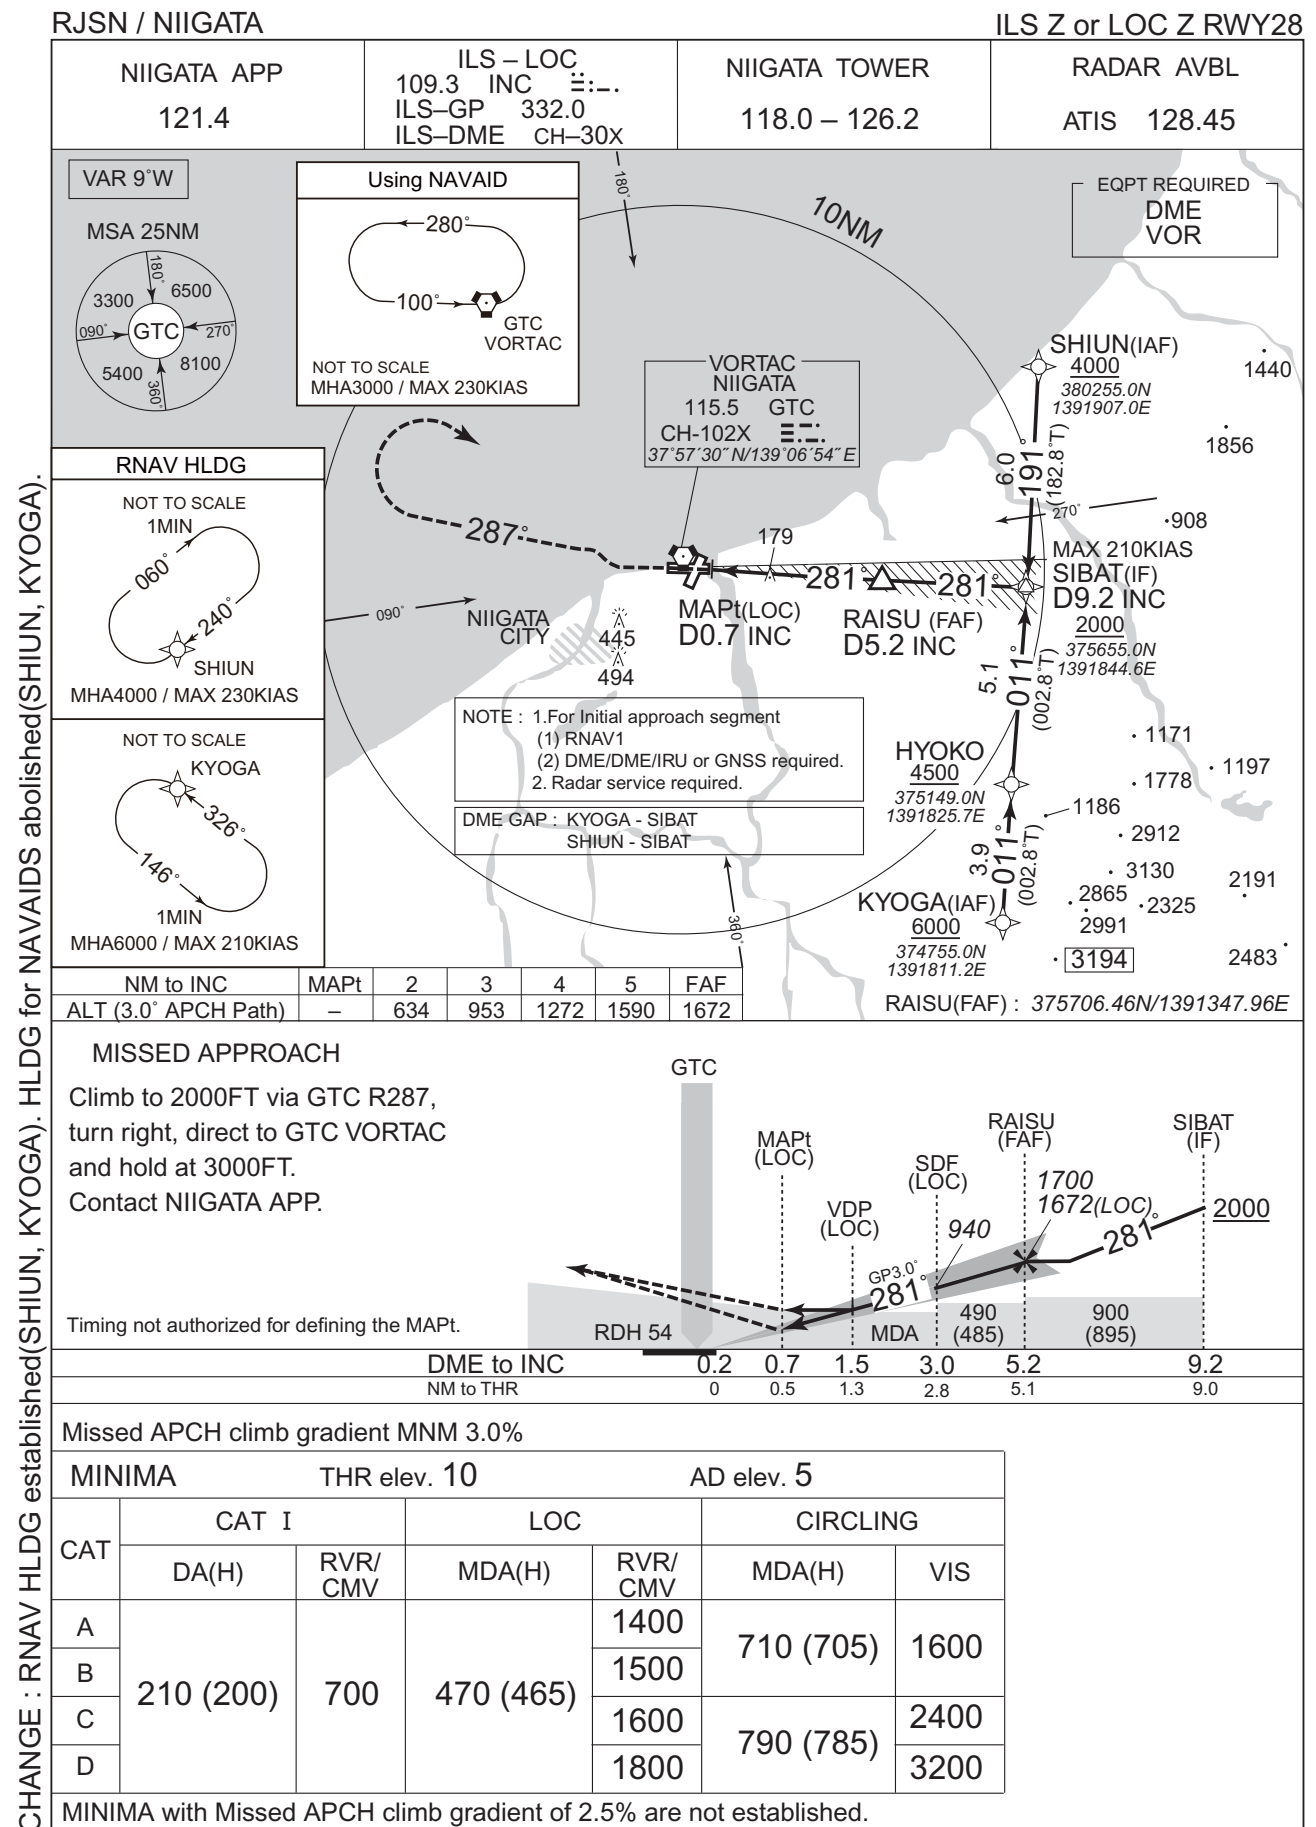 RJSN / NIIGATA
ILS Z or LOC Z RWY28
NIIGATA APP
121.4
ILS – LOC
109.3 INC
ILS–GP 332.0
ILS–DME CH–30X
NIIGATA TOWER
118.0 – 126.2
RADAR AVBL
ATIS 128.45
VAR 9°W
MSA 25NM
180°
3300
6500
090°
GTC
270°
5400
8100
360°
Using NAVAID
280°
100°
GTC
VORTAC
NOT TO SCALE
MHA3000 / MAX 230KIAS
180°
10NM
EQPT REQUIRED
DME
VOR
VORTAC
NIIGATA
115.5 GTC
CH-102X
37°57′30″N/139°06′54″E
SHIUN(IAF)
4000
380255.0N
1391907.0E
1440
1856
6.0
191°
(182.8°T)
270°
908
RNAV HLDG
NOT TO SCALE
1MIN
060°
240°
SHIUN
MHA4000 / MAX 230KIAS
NOT TO SCALE
KYOGA
326°
146°
1MIN
MHA6000 / MAX 210KIAS
287°
179
281°
281°
MAX 210KIAS
SIBAT(IF)
D9.2 INC
2000
375655.0N
1391844.6E
090°
NIIGATA
CITY
445
494
MAPt(LOC)
D0.7 INC
RAISU (FAF)
D5.2 INC
5.1
011°
(002.8°T)
NOTE : 1.For Initial approach segment
(1) RNAV1
(2) DME/DME/IRU or GNSS required.
2. Radar service required.
DME GAP : KYOGA - SIBAT
SHIUN - SIBAT
HYOKO
4500
375149.0N
1391825.7E
1171
1778
1197
1186
2912
3.9
011°
(002.8°T)
3130
2191
2865
2325
2991
3194
2483
KYOGA(IAF)
6000
374755.0N
1391811.2E
360°
RAISU(FAF) : 375706.46N/1391347.96E
NM to INC MAPt 2 3 4 5 FAF
ALT (3.0° APCH Path) – 634 953 1272 1590 1672
MISSED APPROACH
Climb to 2000FT via GTC R287,
turn right, direct to GTC VORTAC
and hold at 3000FT.
Contact NIIGATA APP.
Timing not authorized for defining the MAPt.
GTC
MAPt
(LOC)
VDP
(LOC)
SDF
(LOC)
RAISU
(FAF)
SIBAT
(IF)
940
1700
1672(LOC)
2000
281°
GP3.0°
281°
RDH 54
MDA
490
(485)
900
(895)
DME to INC 0.2 0.7 1.5 3.0 5.2 9.2
NM to THR 0 0.5 1.3 2.8 5.1 9.0
Missed APCH climb gradient MNM 3.0%
MINIMA THR elev. 10 AD elev. 5
CAT
CAT I LOC CIRCLING
DA(H) RVR/CMV MDA(H) RVR/CMV MDA(H) VIS
A 1400
B 1500
710 (705) 1600
210 (200) 700 470 (465)
C 1600 2400
790 (785)
D 1800 3200
MINIMA with Missed APCH climb gradient of 2.5% are not established.
CHANGE : RNAV HLDG established(SHIUN, KYOGA). HLDG for NAVAIDS abolished(SHIUN, KYOGA).